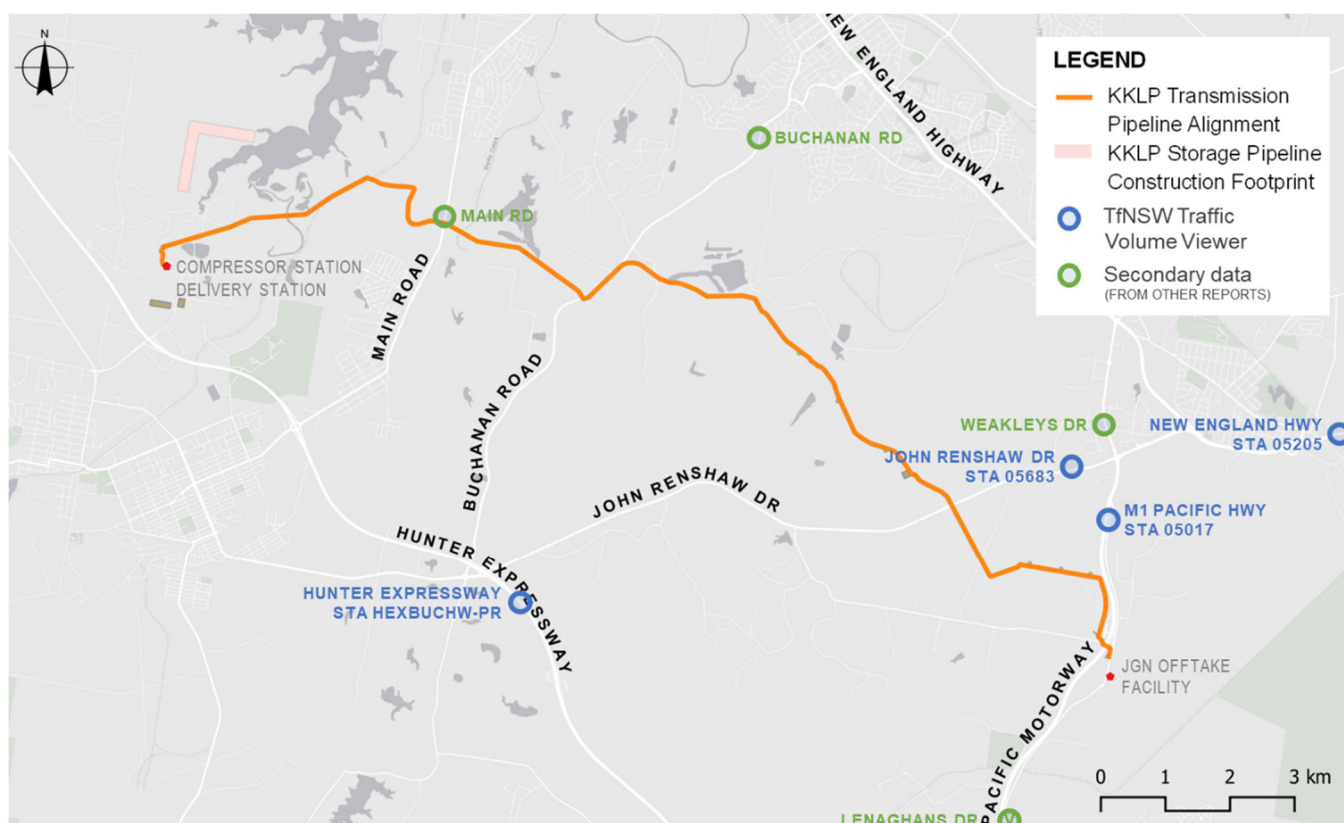 N
NEW ENGLAND HIGHWAY
BUCHANAN RD
LEGEND
KKLP Transmission
Pipeline Alignment
KKLP Storage Pipeline
Construction Footprint
TfNSW Traffic
Volume Viewer
Secondary data
(FROM OTHER REPORTS)
MAIN RD
COMPRESSOR STATION
DELIVERY STATION
MAIN ROAD
BUCHANAN ROAD
WEAKLEYS DR
NEW ENGLAND HWY
STA 05205
JOHN RENSHAW DR
STA 05683
JOHN RENSHAW DR
M1 PACIFIC HWY
STA 05017
HUNTER EXPRESSWAY
HUNTER EXPRESSWAY
STA HEXBUCHW-PR
JGN OFFTAKE
FACILITY
PACIFIC MOTORWAY
0 1 2 3 km
LENAGHANS DR
V